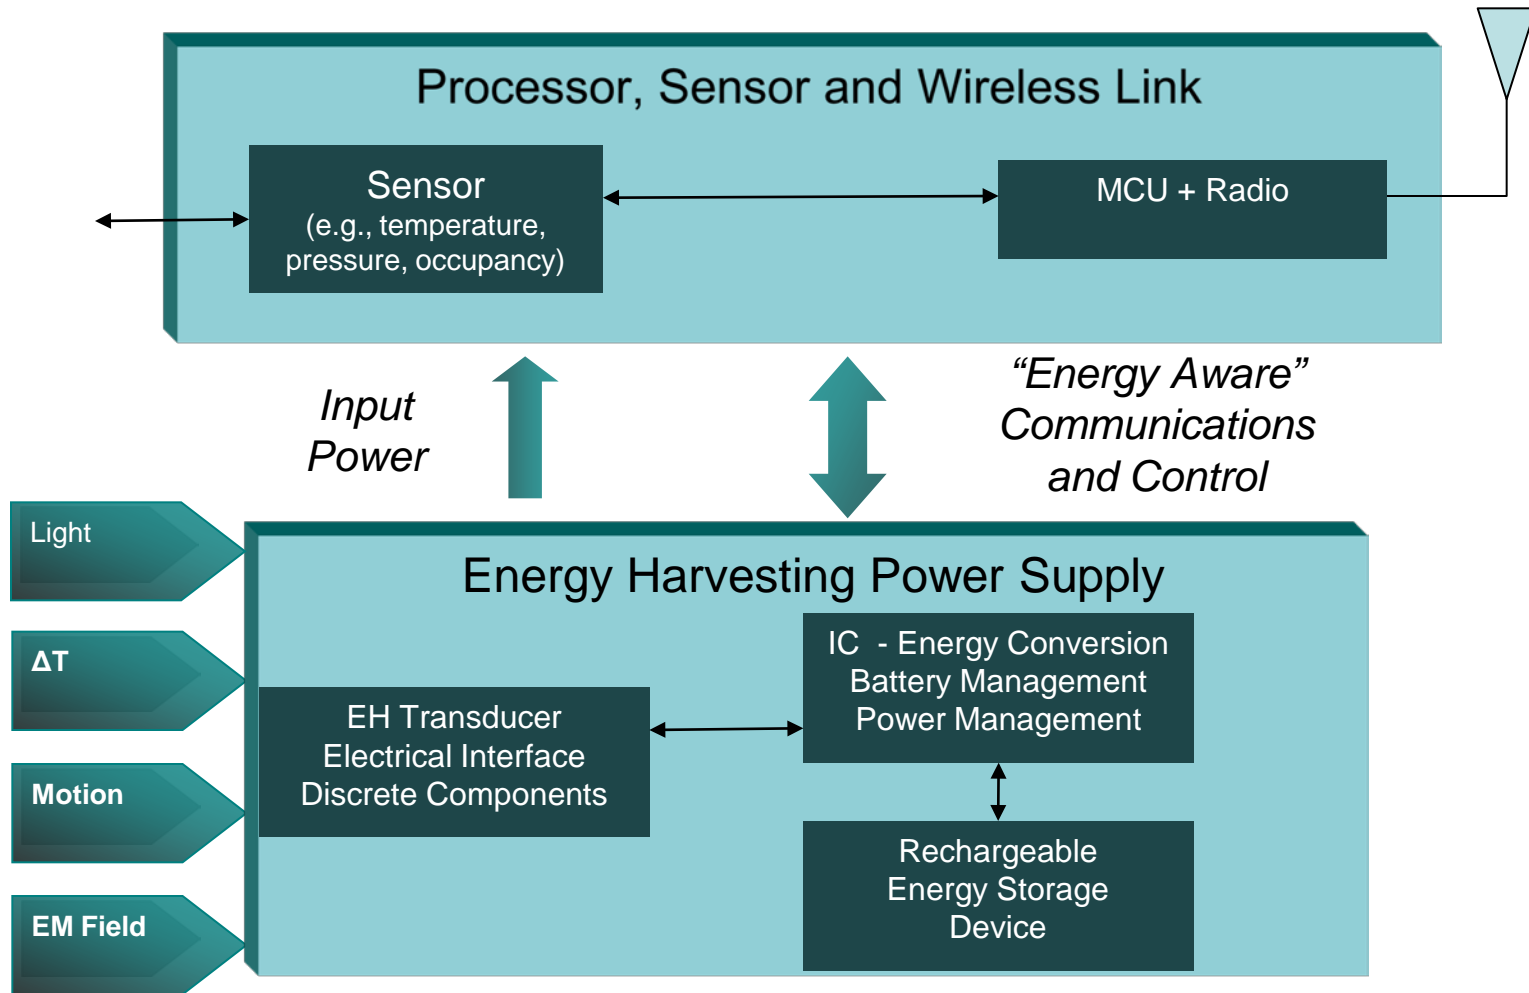 Processor, Sensor and Wireless Link
Sensor
(e.g., temperature,
pressure, occupancy)
MCU + Radio
Input
Power
“Energy Aware”
Communications
and Control
Light
ΔT
Motion
EM Field
Energy Harvesting Power Supply
EH Transducer
Electrical Interface
Discrete Components
IC  - Energy Conversion
Battery Management
Power Management
Rechargeable
Energy Storage
Device